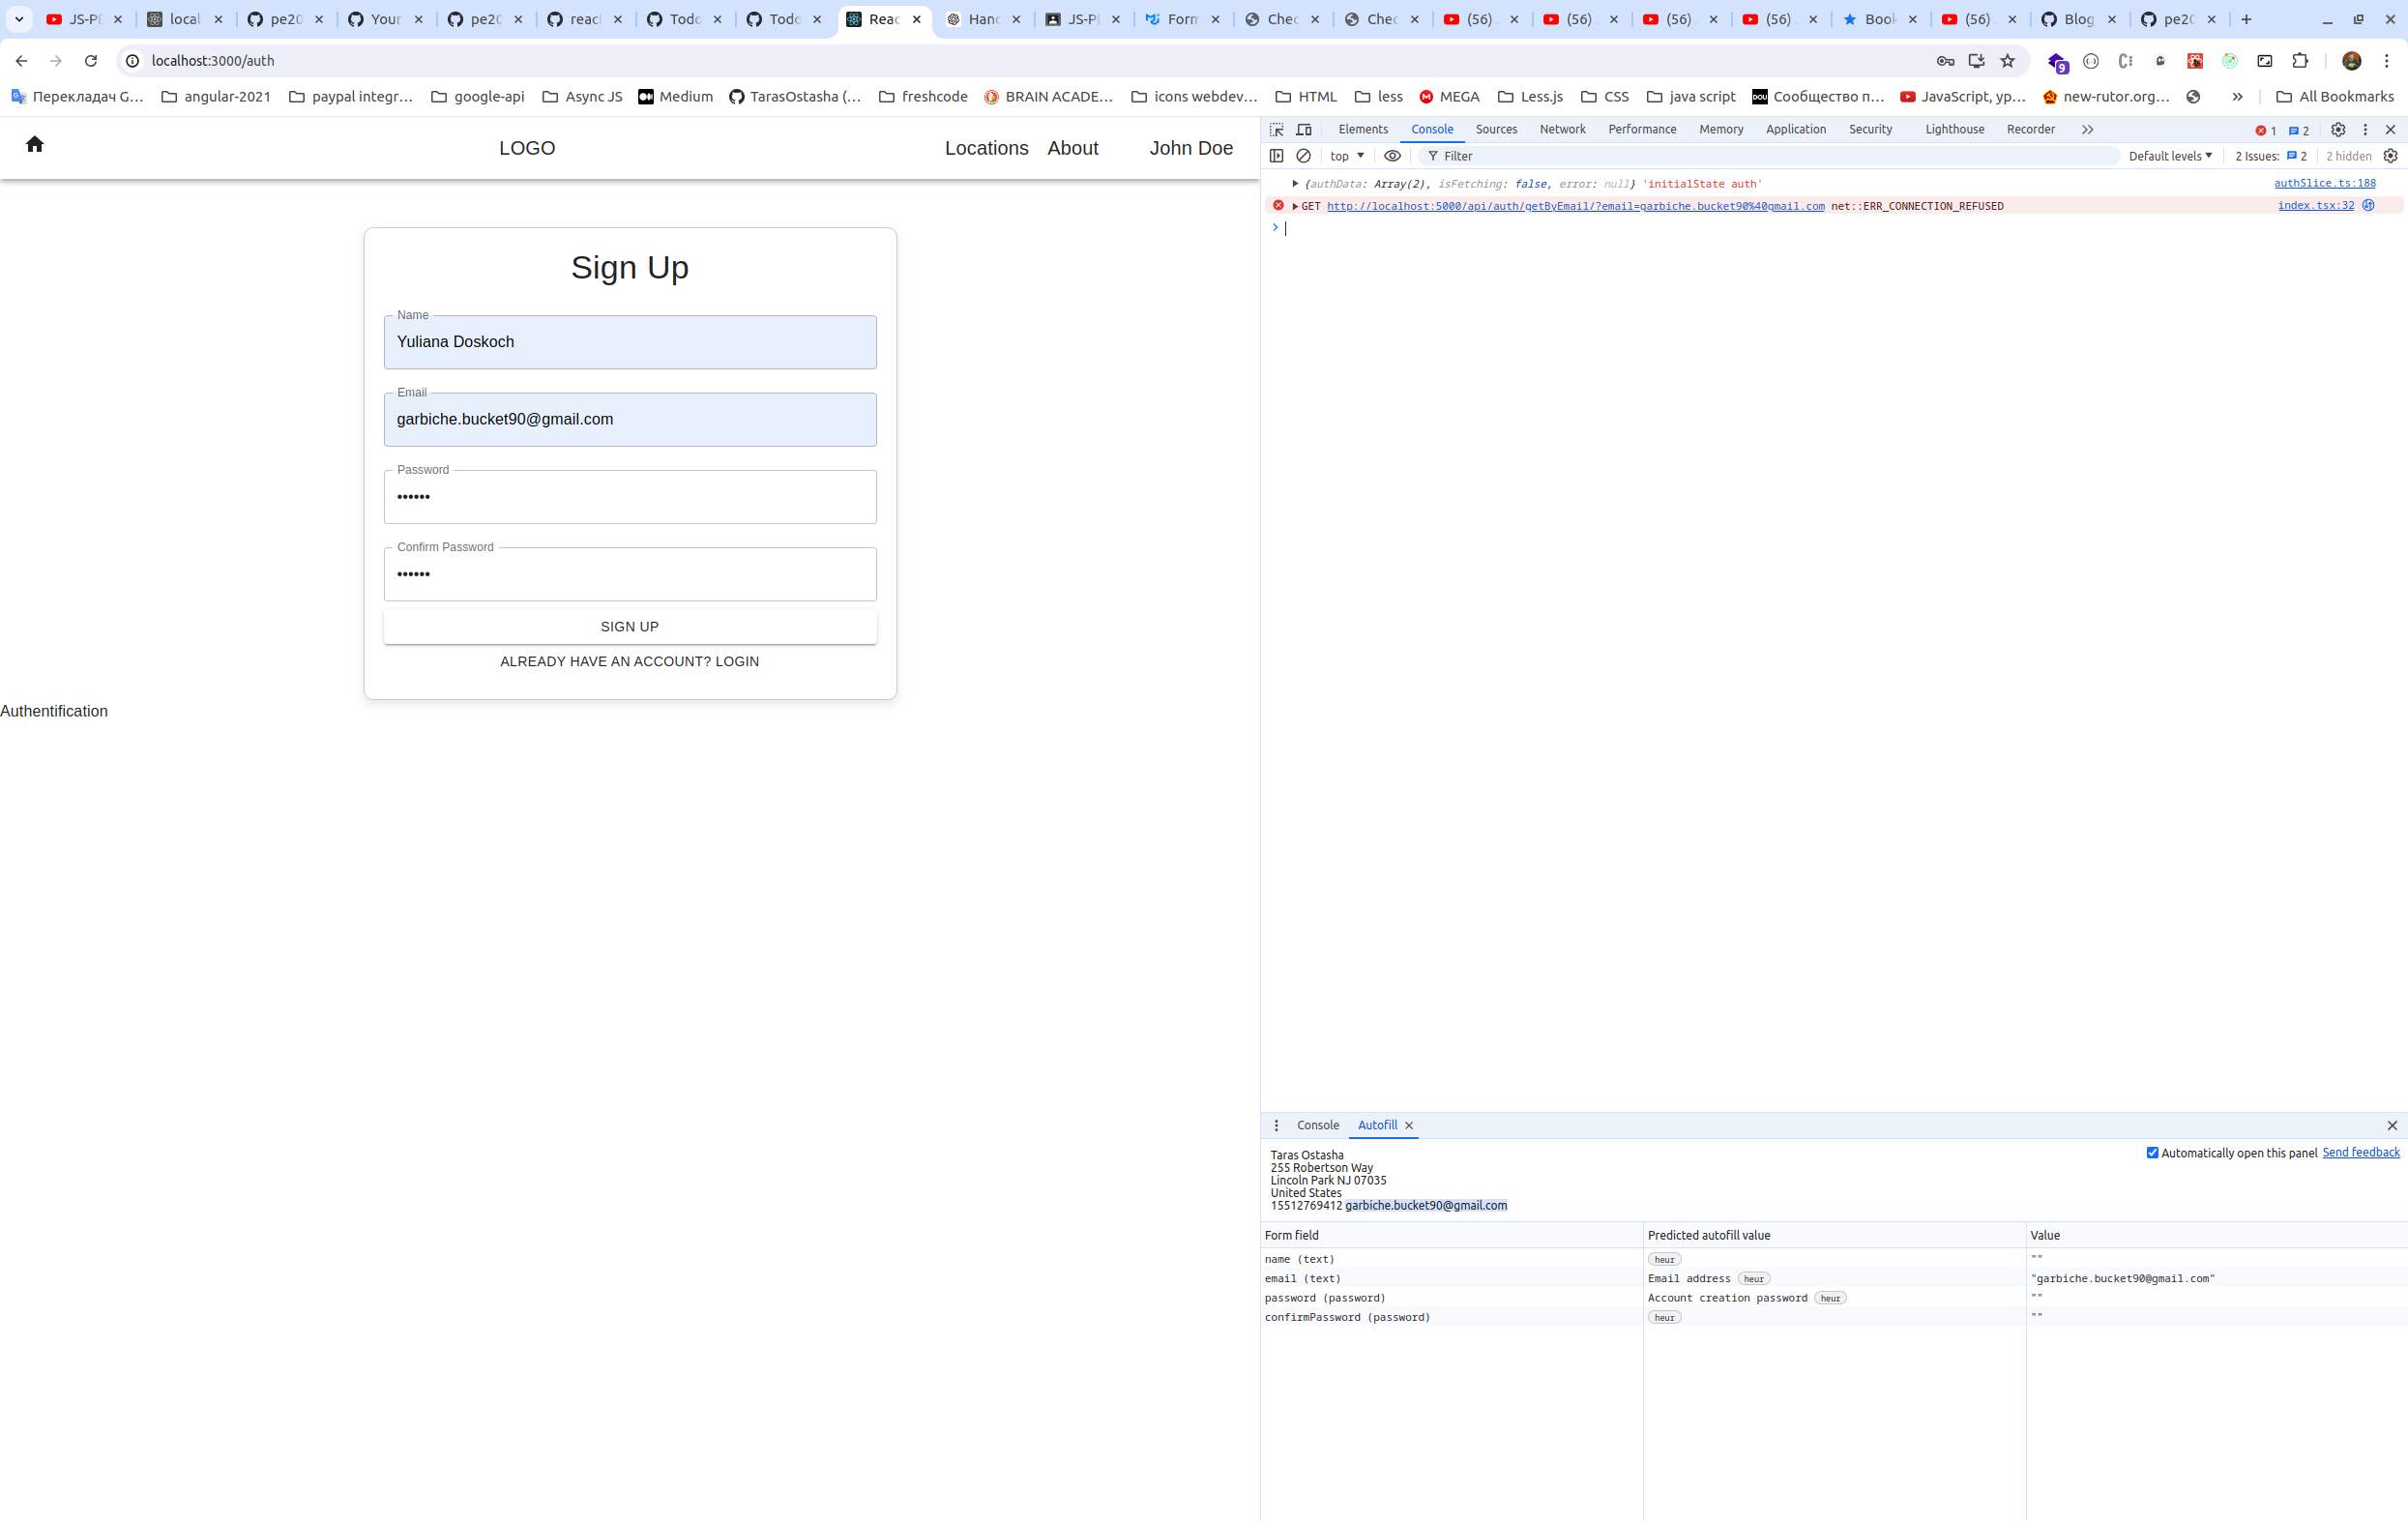 JS-PE local pe20 Your pe20 reac Todo Todo Reac Hand JS-PE Form Chec Chec (56) (56) (56) (56) Book (56) Blog pe20
localhost:3000/auth
9
Перекладач G... angular-2021 paypal integr... google-api Async JS Medium TarasOstasha (... freshcode BRAIN ACADE... icons webdev... HTML less MEGA Less.js CSS java script DOU Сообщество п... JavaScript, ур... new-rutor.org... » All Bookmarks
LOGO Locations About John Doe
Sign Up
Name
Yuliana Doskoch
Email
garbiche.bucket90@gmail.com
Password
••••••
Confirm Password
••••••
SIGN UP
ALREADY HAVE AN ACCOUNT? LOGIN
Authentification
Elements Console Sources Network Performance Memory Application Security Lighthouse Recorder » 1 2
top Filter Default levels 2 Issues: 2 2 hidden
{authData: Array(2), isFetching: false, error: null} 'initialState auth' authSlice.ts:188
GET http://localhost:5000/api/auth/getByEmail/?email=garbiche.bucket90%40gmail.com net::ERR_CONNECTION_REFUSED index.tsx:32
Console Autofill
Taras Ostasha
255 Robertson Way
Lincoln Park NJ 07035
United States
15512769412 garbiche.bucket90@gmail.com
Automatically open this panel Send feedback
Form field Predicted autofill value Value
name (text) heur ""
email (text) Email address heur "garbiche.bucket90@gmail.com"
password (password) Account creation password heur ""
confirmPassword (password) heur ""